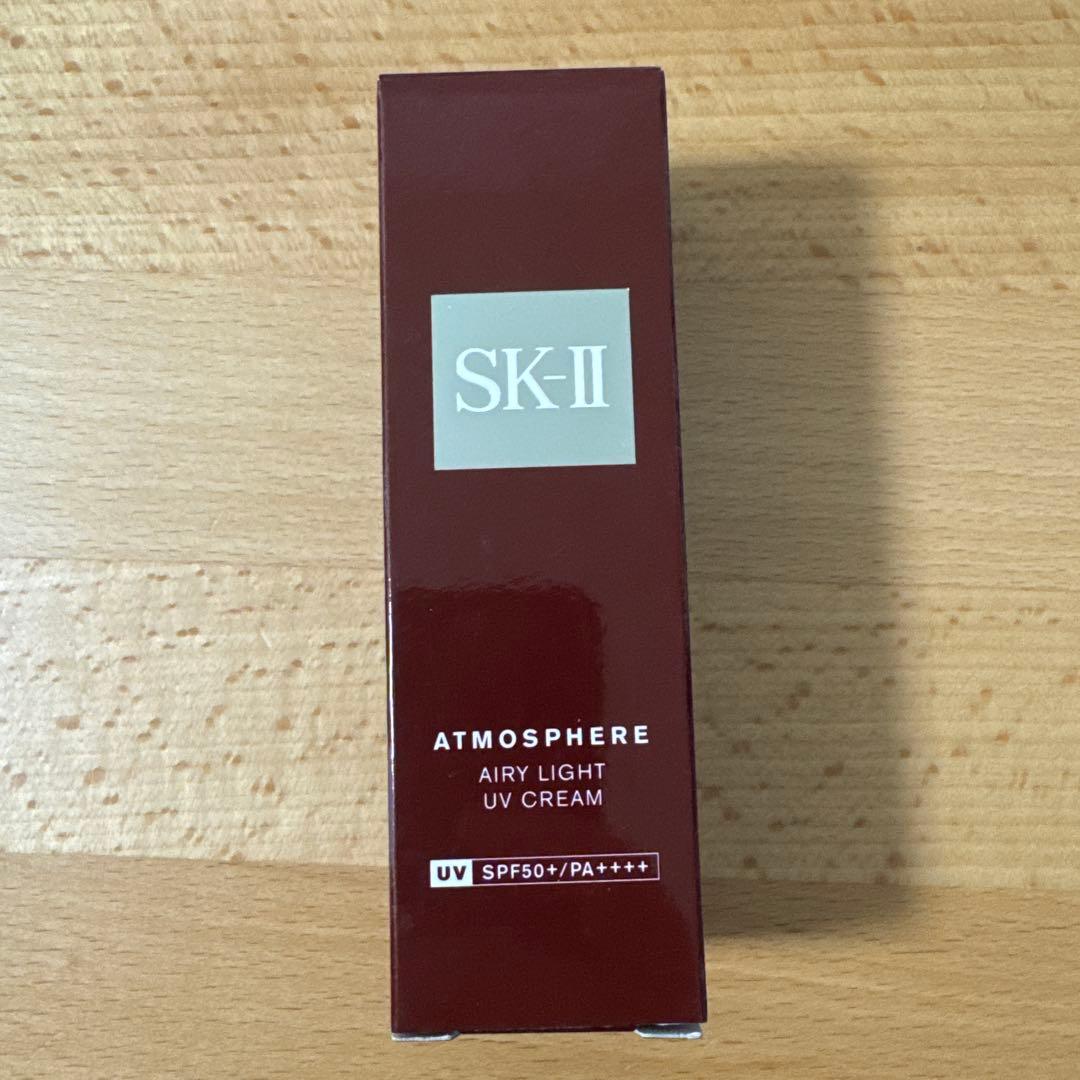 SK-II
ATMOSPHERE
AIRY LIGHT
UV CREAM
UV SPF50+/PA++++